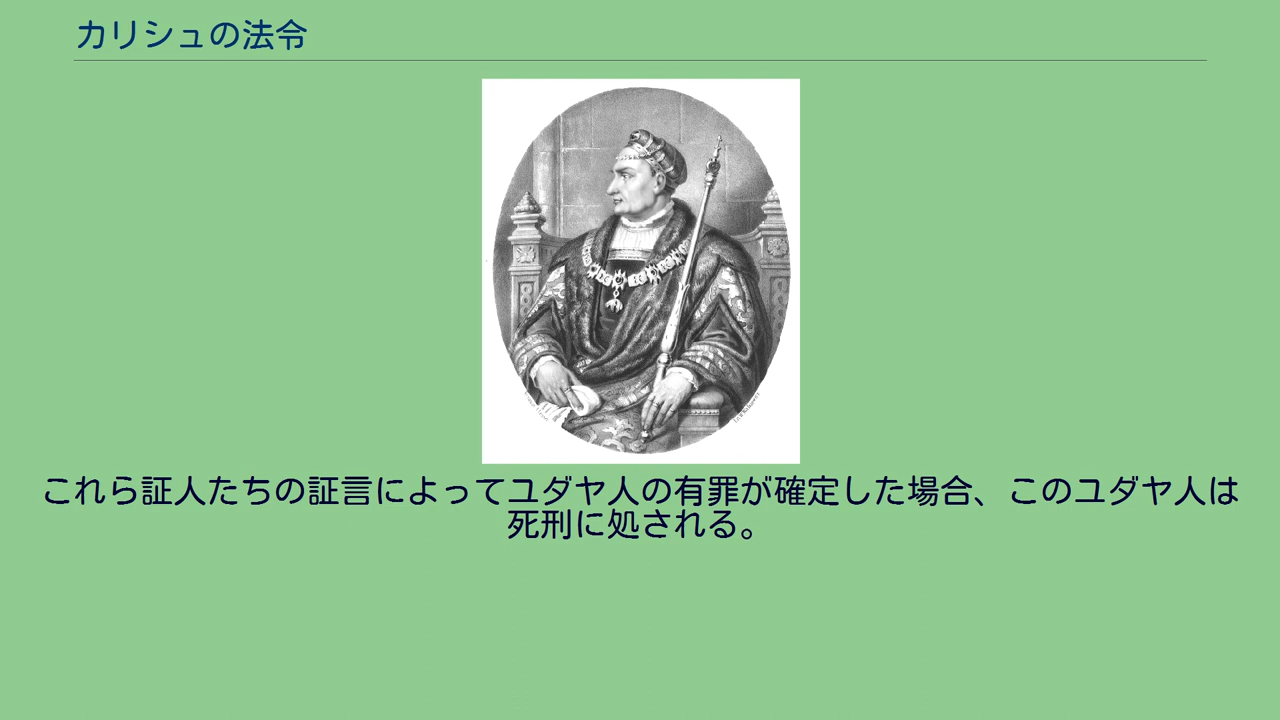 カリシュの法令
これら証人たちの証言によってユダヤ人の有罪が確定した場合、このユダヤ人は
死刑に処される。